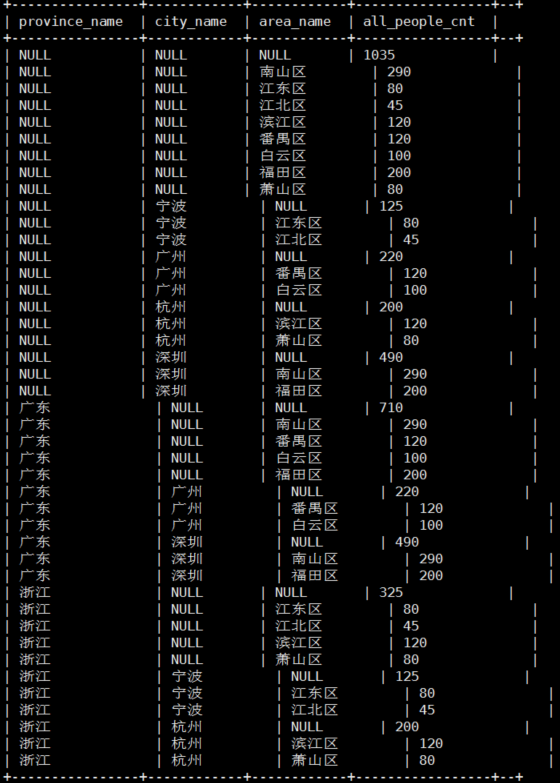 +----------------+------------+------------+-----------------+--+
| province_name | city_name | area_name | all_people_cnt |
+----------------+------------+------------+-----------------+--+
| NULL | NULL | NULL | 1035 |
| NULL | NULL | 南山区 | 290 |
| NULL | NULL | 江东区 | 80 |
| NULL | NULL | 江北区 | 45 |
| NULL | NULL | 滨江区 | 120 |
| NULL | NULL | 番禺区 | 120 |
| NULL | NULL | 白云区 | 100 |
| NULL | NULL | 福田区 | 200 |
| NULL | NULL | 萧山区 | 80 |
| NULL | 宁波 | NULL | 125 |
| NULL | 宁波 | 江东区 | 80 |
| NULL | 宁波 | 江北区 | 45 |
| NULL | 广州 | NULL | 220 |
| NULL | 广州 | 番禺区 | 120 |
| NULL | 广州 | 白云区 | 100 |
| NULL | 杭州 | NULL | 200 |
| NULL | 杭州 | 滨江区 | 120 |
| NULL | 杭州 | 萧山区 | 80 |
| NULL | 深圳 | NULL | 490 |
| NULL | 深圳 | 南山区 | 290 |
| NULL | 深圳 | 福田区 | 200 |
| 广东 | NULL | NULL | 710 |
| 广东 | NULL | 南山区 | 290 |
| 广东 | NULL | 番禺区 | 120 |
| 广东 | NULL | 白云区 | 100 |
| 广东 | NULL | 福田区 | 200 |
| 广东 | 广州 | NULL | 220 |
| 广东 | 广州 | 番禺区 | 120 |
| 广东 | 广州 | 白云区 | 100 |
| 广东 | 深圳 | NULL | 490 |
| 广东 | 深圳 | 南山区 | 290 |
| 广东 | 深圳 | 福田区 | 200 |
| 浙江 | NULL | NULL | 325 |
| 浙江 | NULL | 江东区 | 80 |
| 浙江 | NULL | 江北区 | 45 |
| 浙江 | NULL | 滨江区 | 120 |
| 浙江 | NULL | 萧山区 | 80 |
| 浙江 | 宁波 | NULL | 125 |
| 浙江 | 宁波 | 江东区 | 80 |
| 浙江 | 宁波 | 江北区 | 45 |
| 浙江 | 杭州 | NULL | 200 |
| 浙江 | 杭州 | 滨江区 | 120 |
| 浙江 | 杭州 | 萧山区 | 80 |
+----------------+------------+------------+-----------------+--+